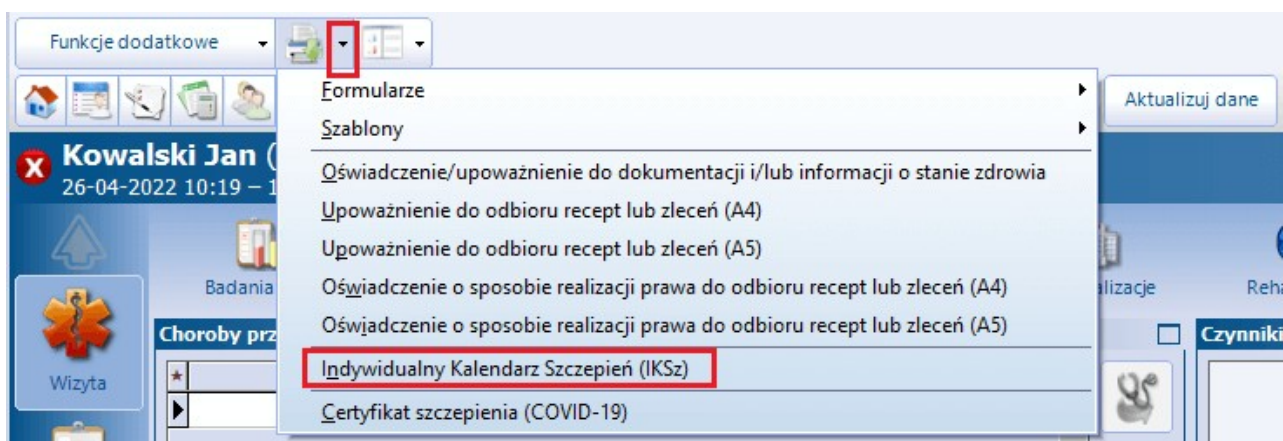 Funkcje dodatkowe
Formularze
Szablony
Aktualizuj dane
Kowalski Jan (
26-04-2022 10:19 – 1
Oświadczenie/upoważnienie do dokumentacji i/lub informacji o stanie zdrowia
Upoważnienie do odbioru recept lub zleceń (A4)
Upoważnienie do odbioru recept lub zleceń (A5)
Badania
Oświadczenie o sposobie realizacji prawa do odbioru recept lub zleceń (A4)
alizacje
Reha
Oświadczenie o sposobie realizacji prawa do odbioru recept lub zleceń (A5)
Choroby prz
Czynniki
Indywidualny Kalendarz Szczepień (IKSz)
Wizyta
Certyfikat szczepienia (COVID-19)